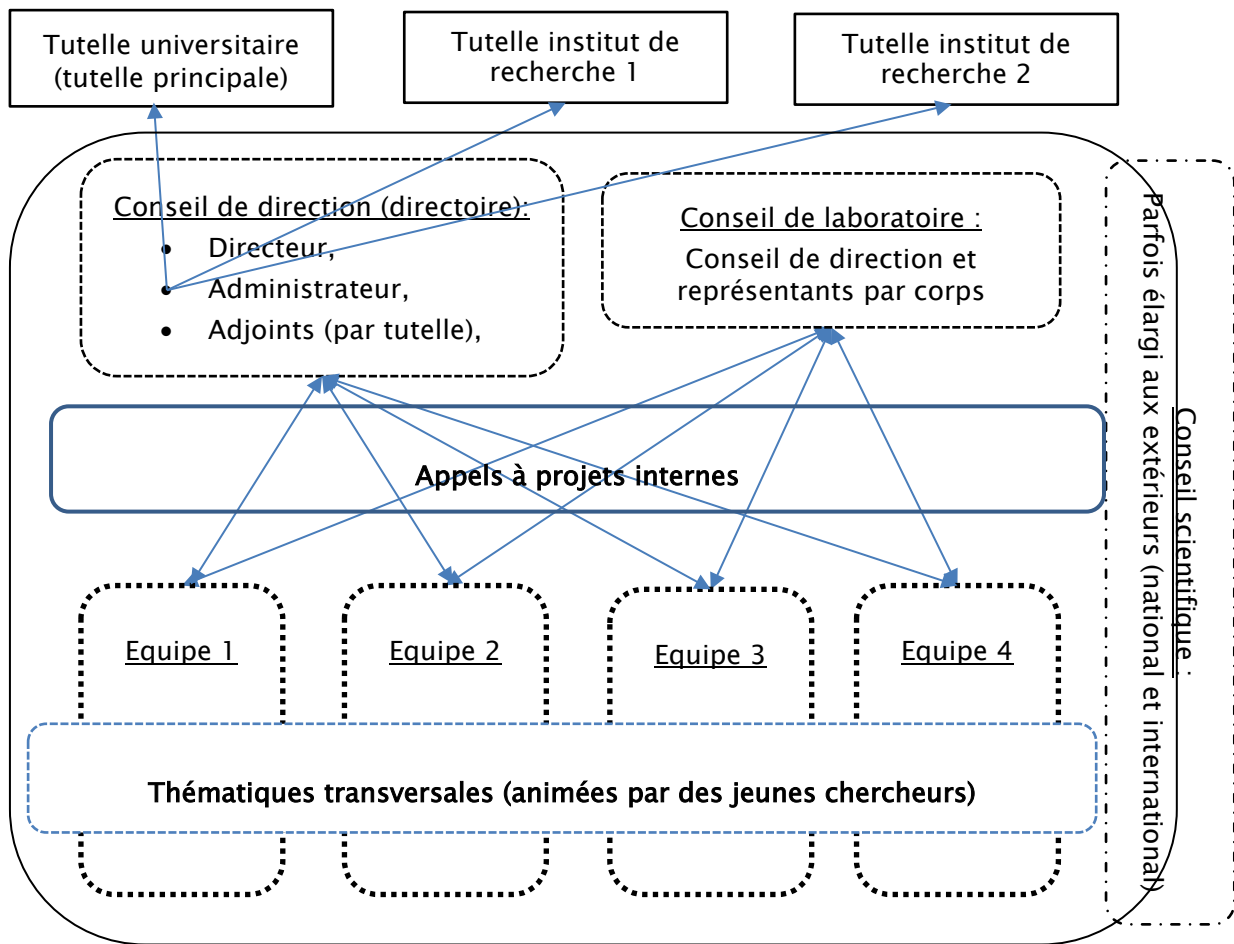 Tutelle universitaire
(tutelle principale)
Tutelle institut de
recherche 1
Tutelle institut de
recherche 2
Conseil de direction (directoire):
• Directeur,
• Administrateur,
• Adjoints (par tutelle),
Conseil de laboratoire :
Conseil de direction et
représentants par corps
Conseil scientifique :
Parfois élargi aux extérieurs (national et international)
Appels à projets internes
Equipe 1
Equipe 2
Equipe 3
Equipe 4
Thématiques transversales (animées par des jeunes chercheurs)